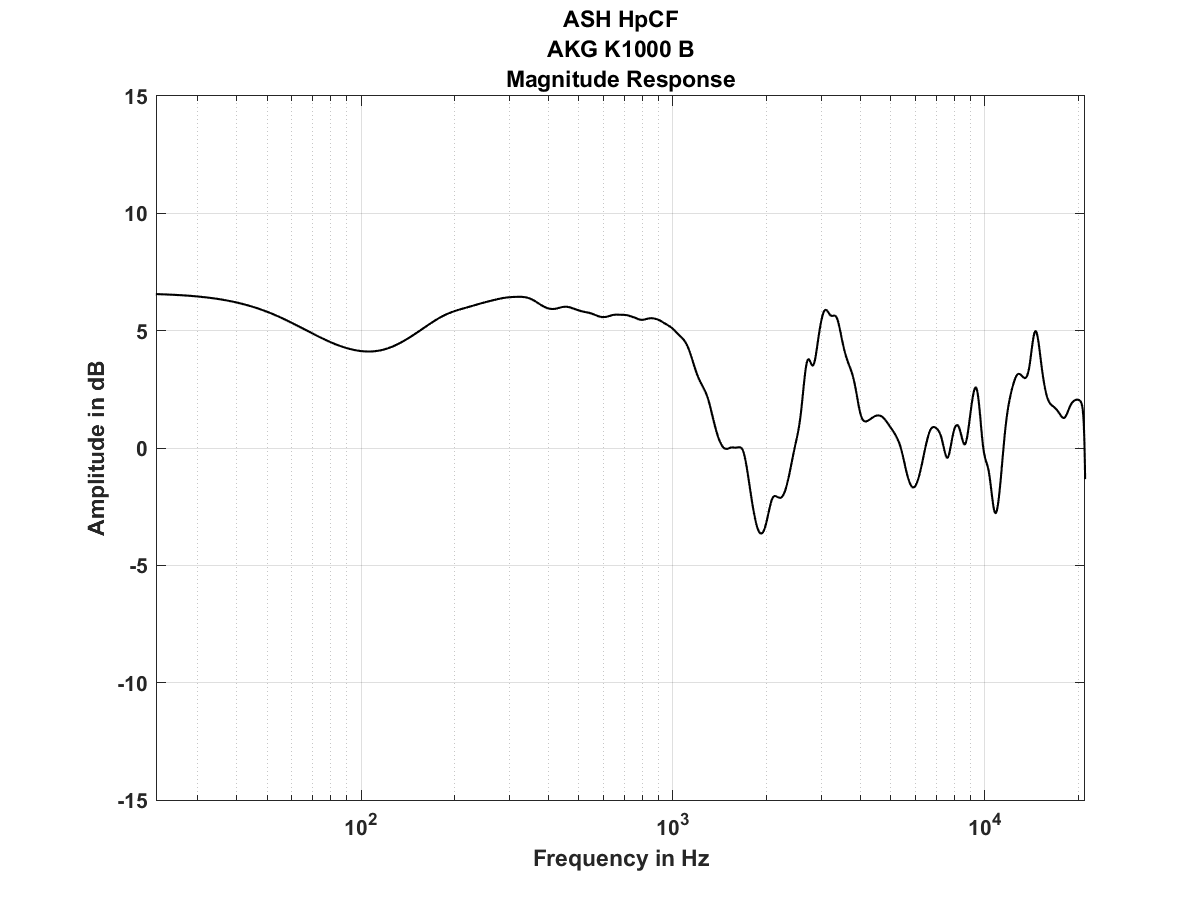 ASH HpCF
AKG K1000 B
Magnitude Response
15
10
5
0
-5
-10
-15
Amplitude in dB
10²
10³
10⁴
Frequency in Hz